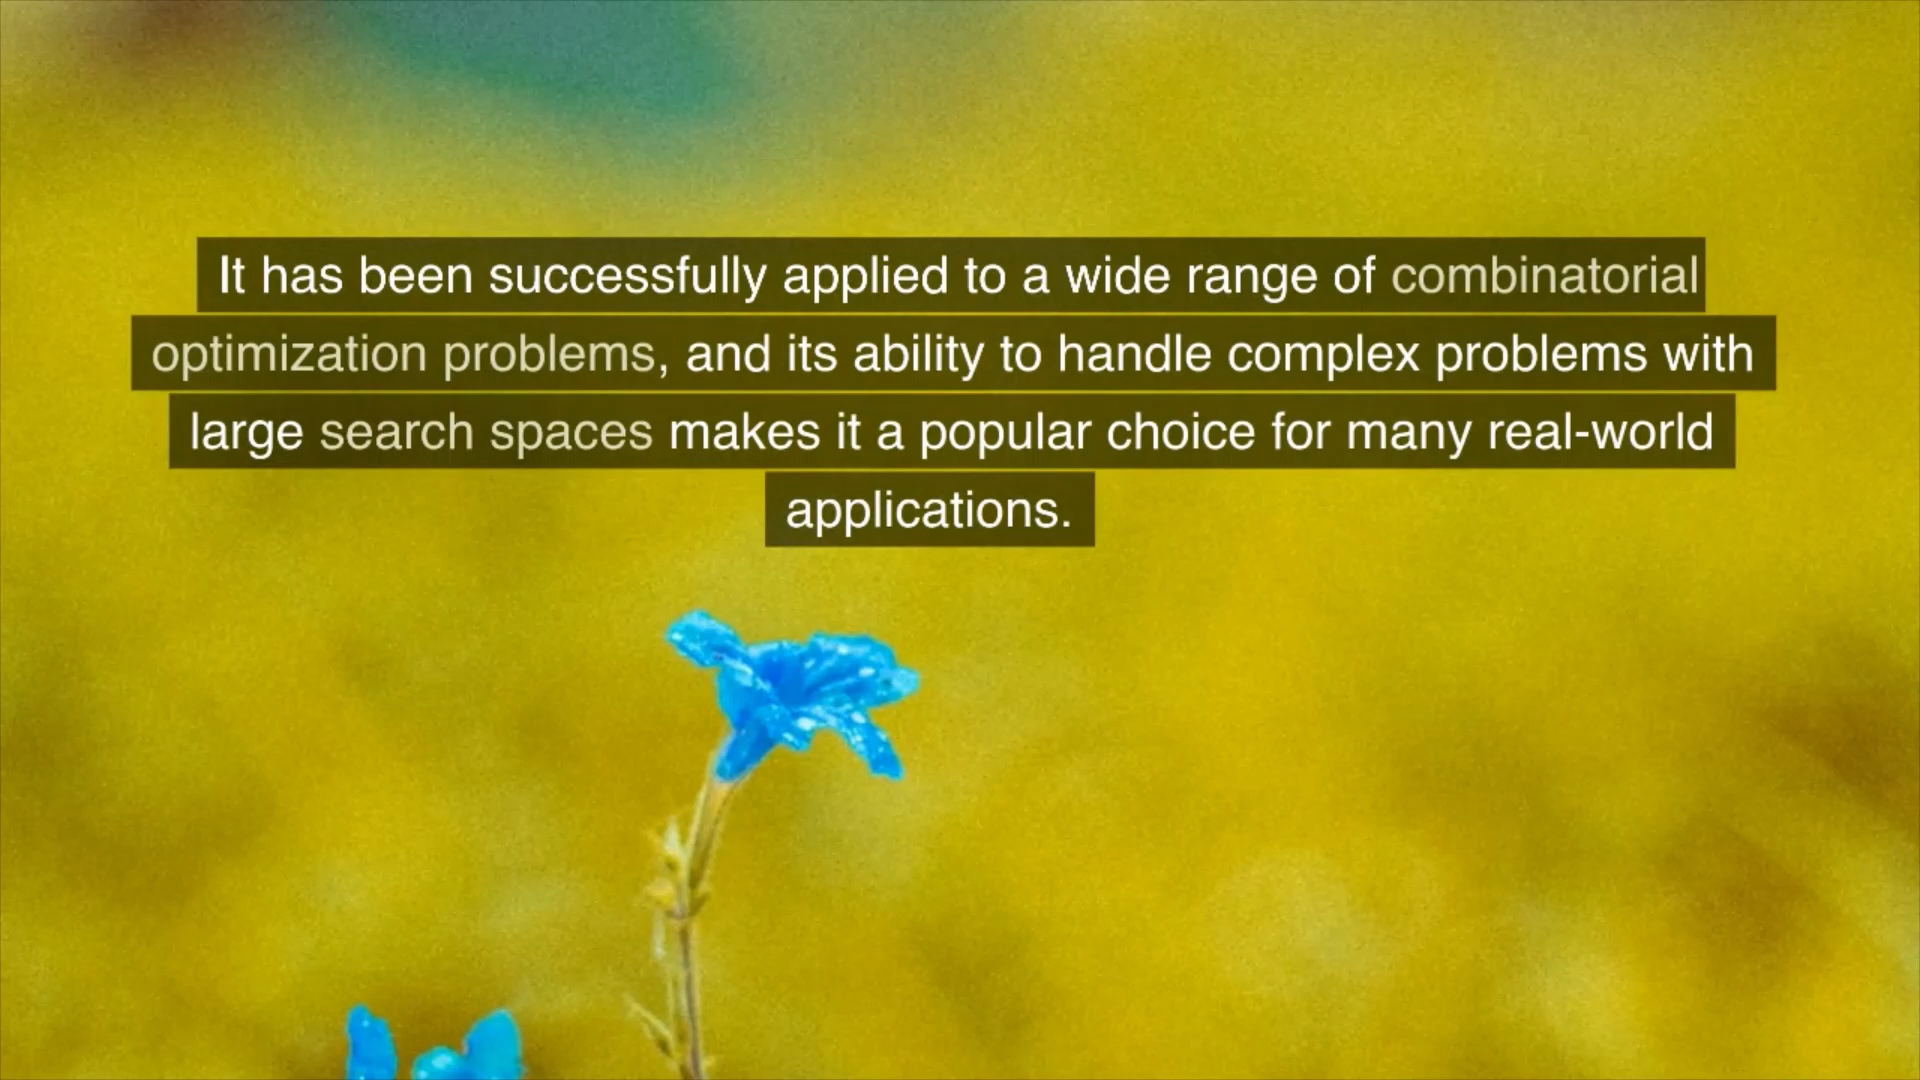 It has been successfully applied to a wide range of combinatorial
optimization problems, and its ability to handle complex problems with
large search spaces makes it a popular choice for many real-world
applications.